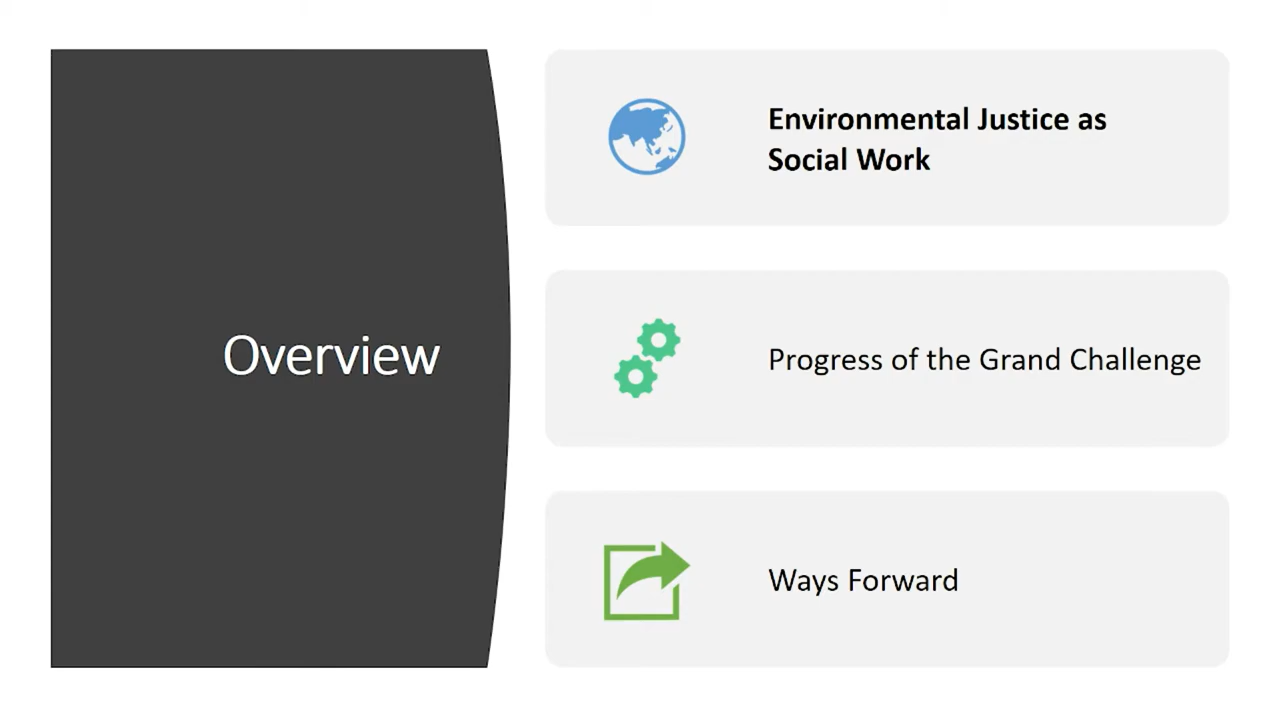 Overview
Environmental Justice as
Social Work
Progress of the Grand Challenge
Ways Forward